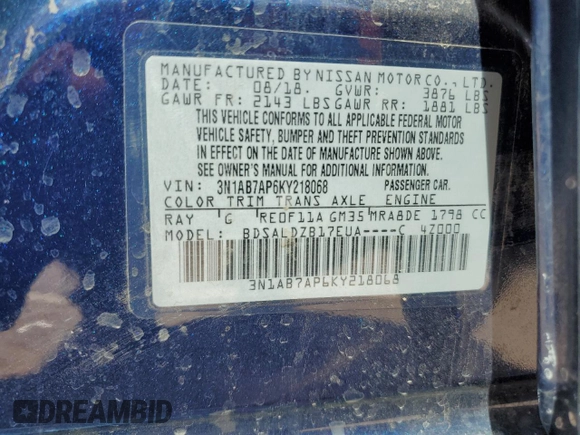 MANUFACTURED BY NISSAN MOTOR CO., LTD.
DATE: 08/18. GVWR: 3876 LBS
GAWR FR: 2143 LBS GAWR RR: 1881 LBS
THIS VEHICLE CONFORMS TO ALL APPLICABLE FEDERAL MOTOR
VEHICLE SAFETY, BUMPER AND THEFT PREVENTION STANDARDS
IN EFFECT ON THE DATE OF MANUFACTURE SHOWN ABOVE.
SEE OWNER'S MANUAL FOR ADDITIONAL INFORMATION.
VIN: 3N1AB7AP6KY218068 PASSENGER CAR.
COLOR TRIM TRANS AXLE ENGINE
RAY G RE0F11A GM35 MRA8DE 1798 CC
MODEL: BDSALDZB17EUA----C 4Z000
3N1AB7AP6KY218068
DREAMBID